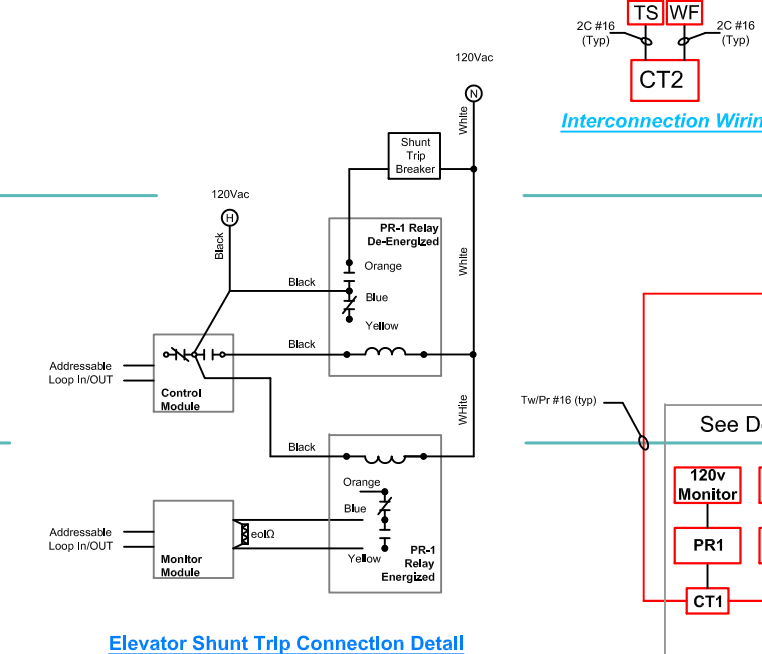 TS WF
2C #16
(Typ)
2C #16
(Typ)
CT2
Interconnection Wirin
120Vac
N
White
Shunt
Trip
Breaker
120Vac
H
Black
PR-1 Relay
De-Energized
Orange
White
Black
Blue
Yellow
Black
Addressable
Loop In/OUT
Control
Module
WHite
Tw/Pr #16 (typ)
See D
Black
Orange
Blue
120v
Monitor
Addressable
Loop In/OUT
eolΩ
Yellow
PR-1
Relay
Energized
Monitor
Module
PR1
CT1
Elevator Shunt Trip Connection Detail